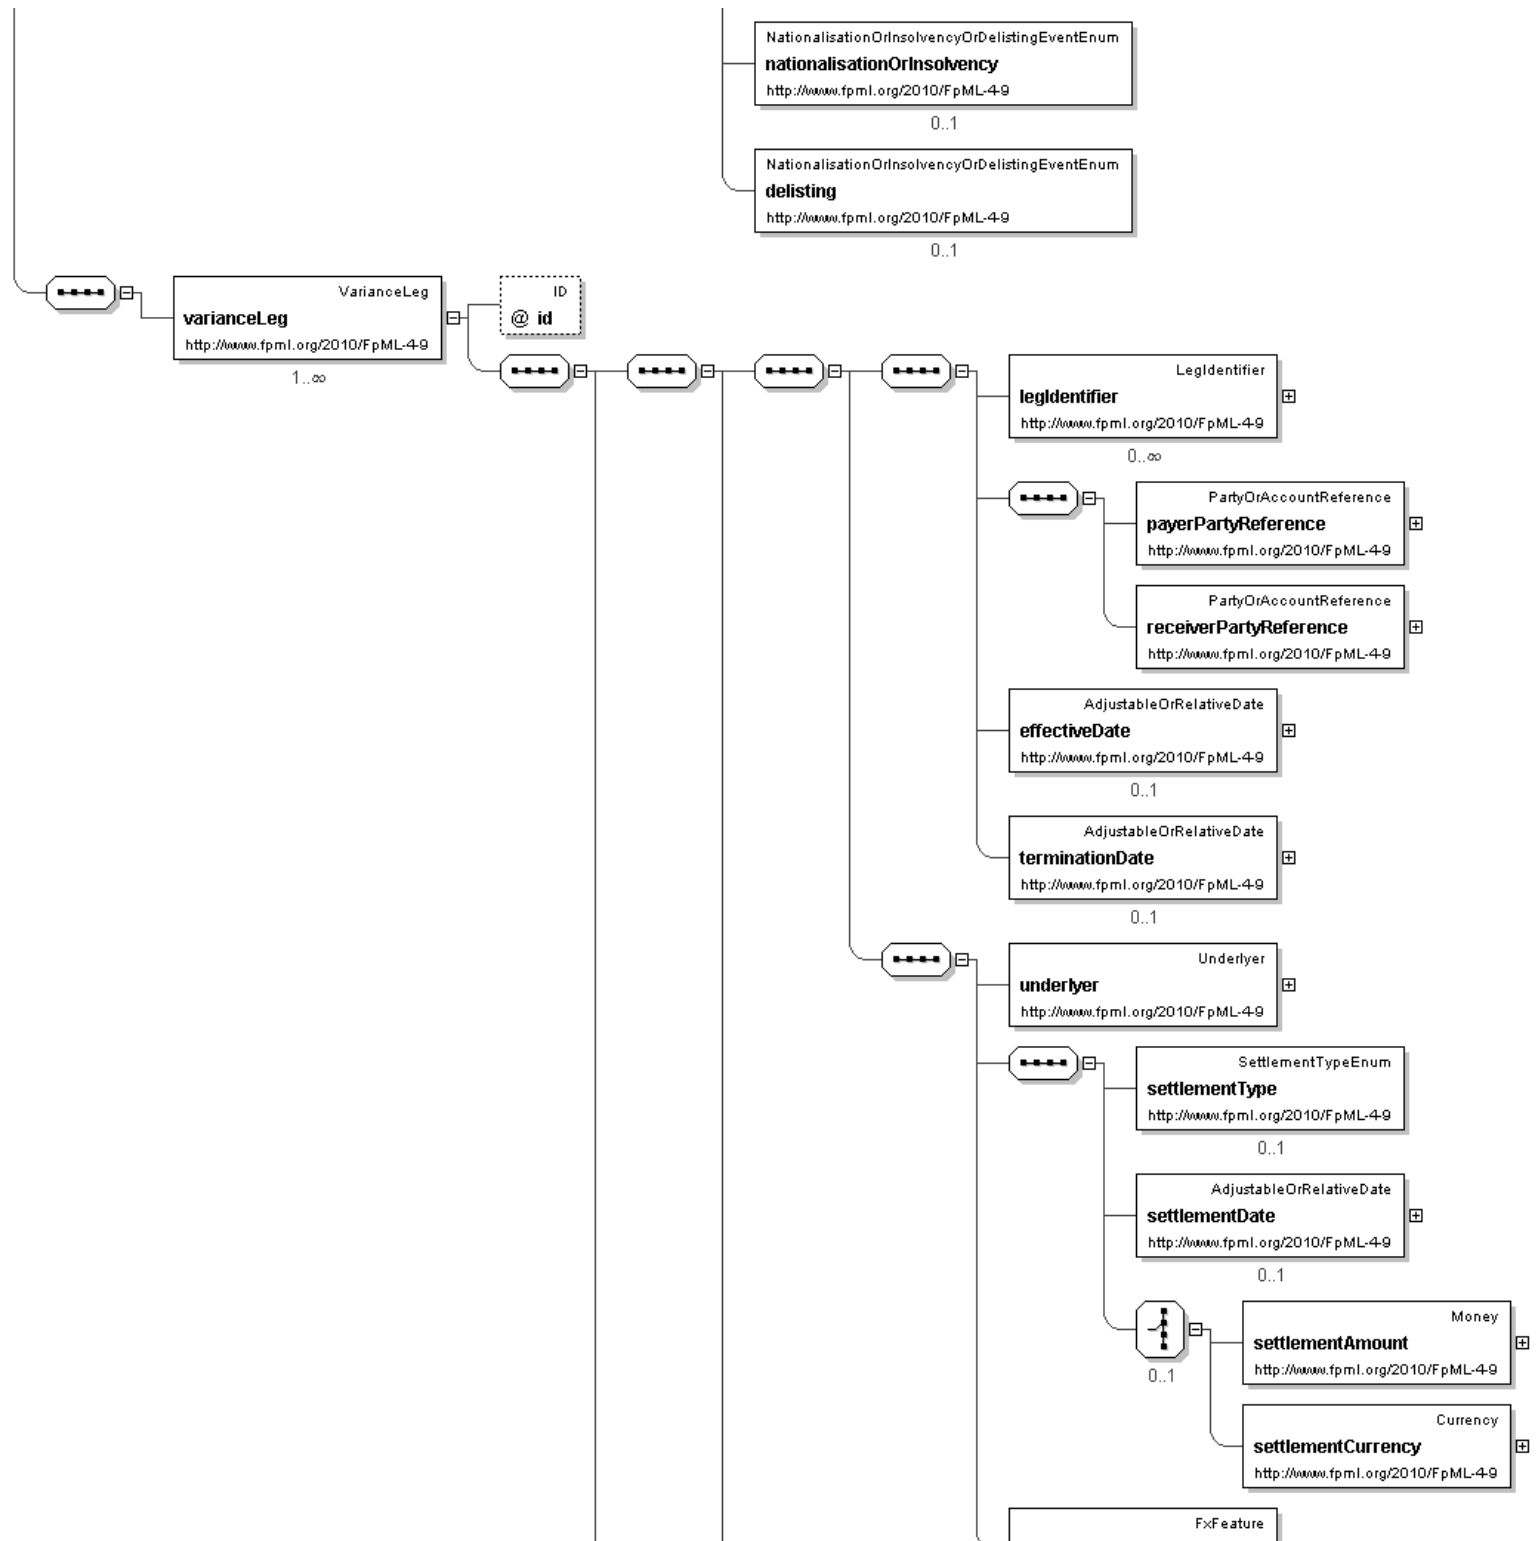 NationalisationOrInsolvencyOrDelistingEventEnum
nationalisationOrInsolvency
http://www.fpml.org/2010/FpML-4-9
0..1
NationalisationOrInsolvencyOrDelistingEventEnum
delisting
http://www.fpml.org/2010/FpML-4-9
0..1
VarianceLeg
varianceLeg
http://www.fpml.org/2010/FpML-4-9
1..∞
ID
@ id
LegIdentifier
legIdentifier
http://www.fpml.org/2010/FpML-4-9
0..∞
PartyOrAccountReference
payerPartyReference
http://www.fpml.org/2010/FpML-4-9
PartyOrAccountReference
receiverPartyReference
http://www.fpml.org/2010/FpML-4-9
AdjustableOrRelativeDate
effectiveDate
http://www.fpml.org/2010/FpML-4-9
0..1
AdjustableOrRelativeDate
terminationDate
http://www.fpml.org/2010/FpML-4-9
0..1
Underlyer
underlyer
http://www.fpml.org/2010/FpML-4-9
SettlementTypeEnum
settlementType
http://www.fpml.org/2010/FpML-4-9
0..1
AdjustableOrRelativeDate
settlementDate
http://www.fpml.org/2010/FpML-4-9
0..1
0..1
Money
settlementAmount
http://www.fpml.org/2010/FpML-4-9
Currency
settlementCurrency
http://www.fpml.org/2010/FpML-4-9
FxFeature